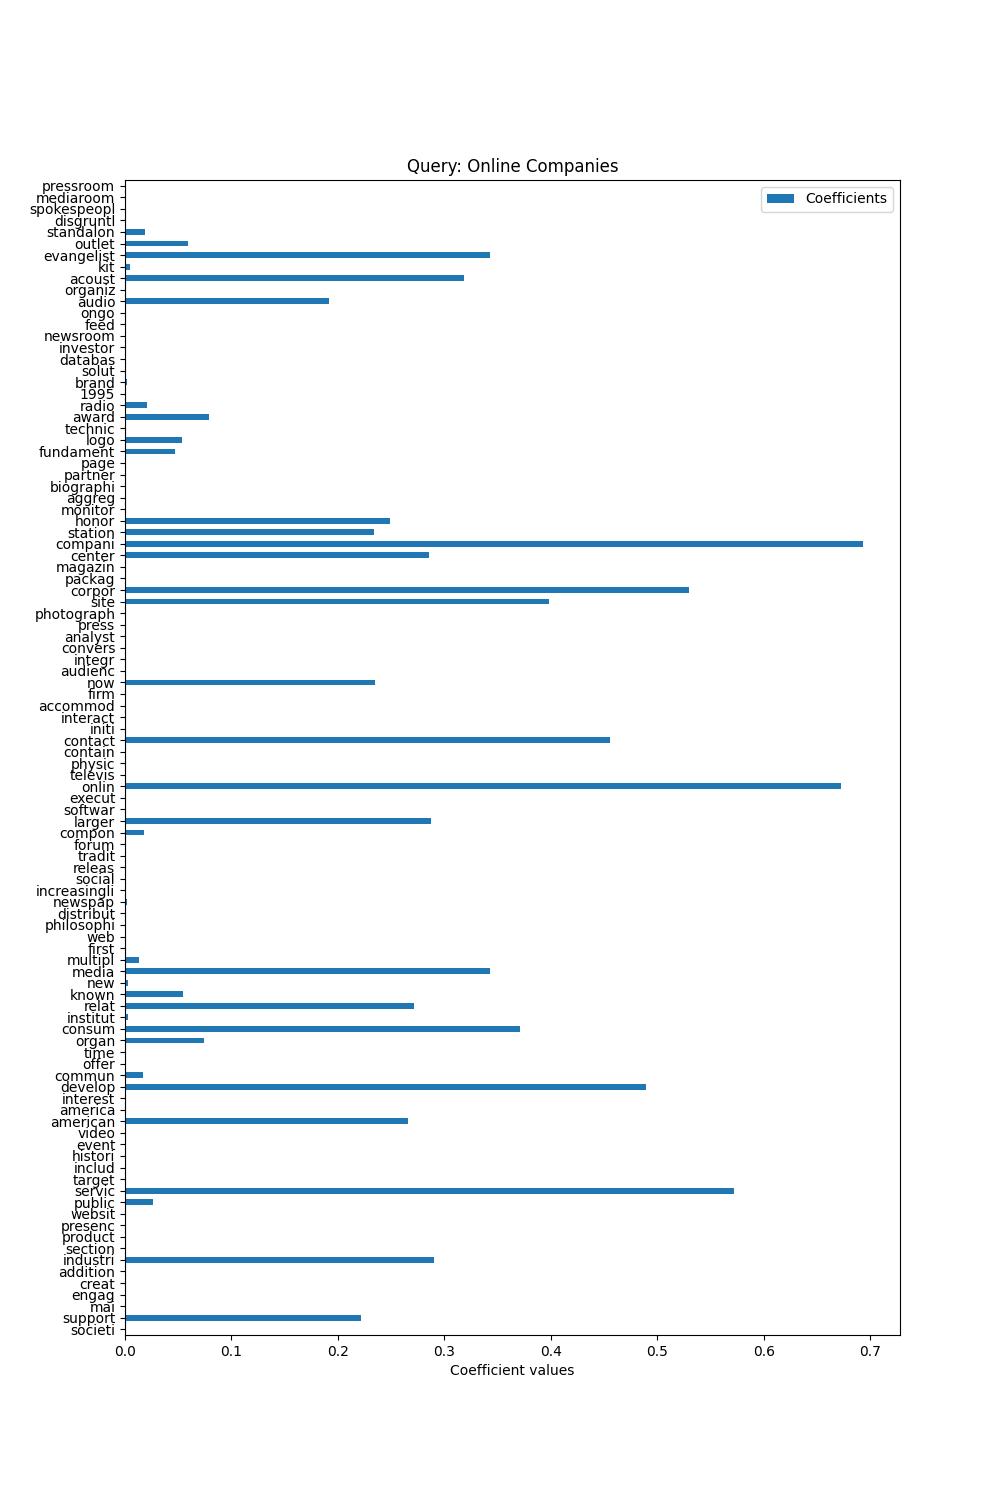 Query: Online Companies
Coefficients
pressroom
mediaroom
spokespeopl
disgruntl
standalon
outlet
evangelist
kit
acoust
organiz
audio
ongo
feed
newsroom
investor
databas
solut
brand
1995
radio
award
technic
logo
fundament
page
partner
biographi
aggreg
monitor
honor
station
compani
center
magazin
packag
corpor
site
photograph
press
analyst
convers
integr
audienc
now
firm
accommod
interact
initi
contact
contain
physic
televis
onlin
execut
softwar
larger
compon
forum
tradit
releas
social
increasingli
newspap
distribut
philosophi
web
first
multipl
media
new
known
relat
institut
consum
organ
time
offer
commun
develop
interest
america
american
video
event
histori
includ
target
servic
public
websit
presenc
product
section
industri
addition
creat
engag
mai
support
societi
0.0 0.1 0.2 0.3 0.4 0.5 0.6 0.7
Coefficient values